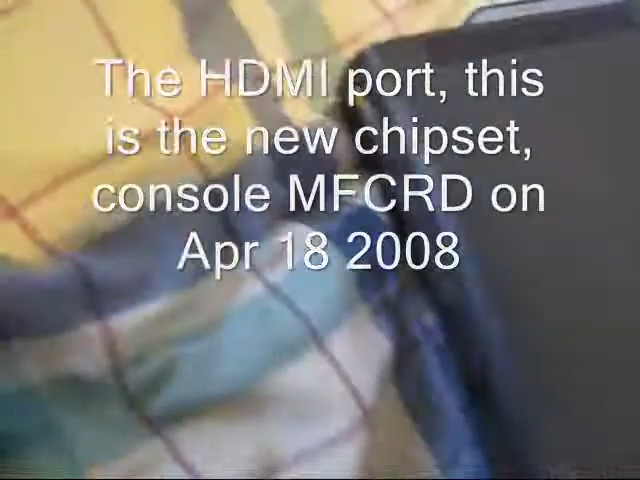 The HDMI port, this
is the new chipset,
console MFCRD on
Apr 18 2008